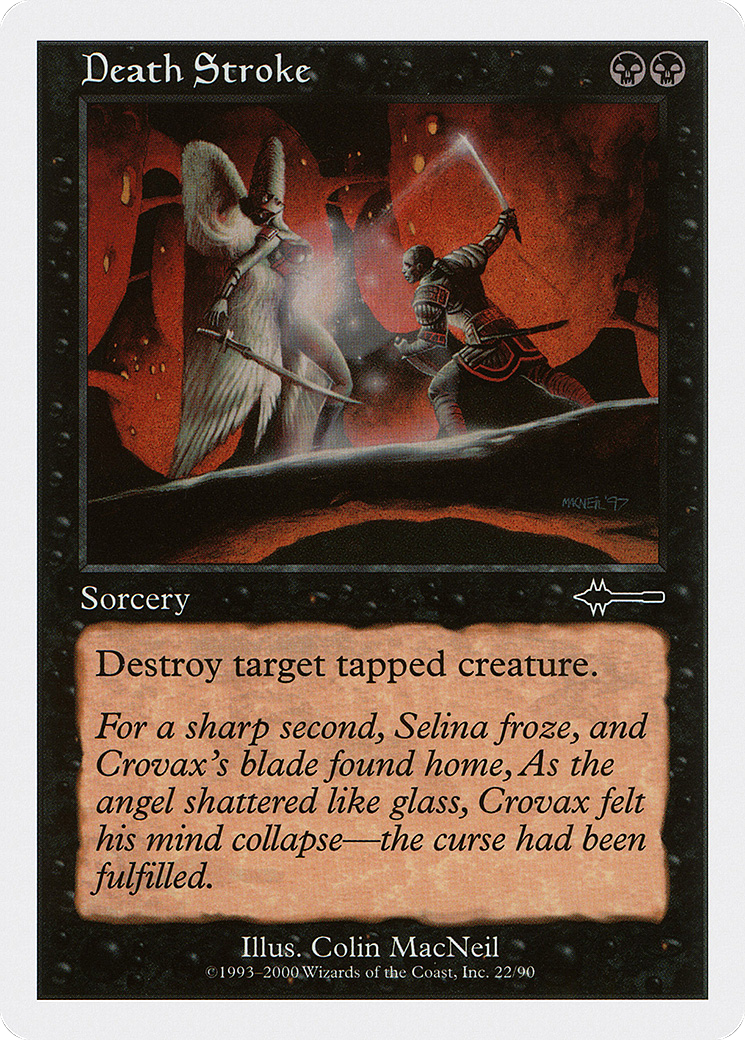 Death Stroke
MACNEIL '97
Sorcery
Destroy target tapped creature.
For a sharp second, Selina froze, and
Crovax's blade found home, As the
angel shattered like glass, Crovax felt
his mind collapse—the curse had been
fulfilled.
Illus. Colin MacNeil
©1993–2000 Wizards of the Coast, Inc. 22/90